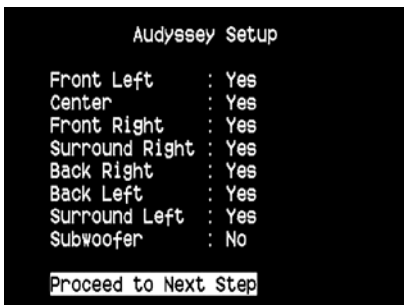 Audyssey Setup
Front Left : Yes
Center : Yes
Front Right : Yes
Surround Right : Yes
Back Right : Yes
Back Left : Yes
Surround Left : Yes
Subwoofer : No
Proceed to Next Step